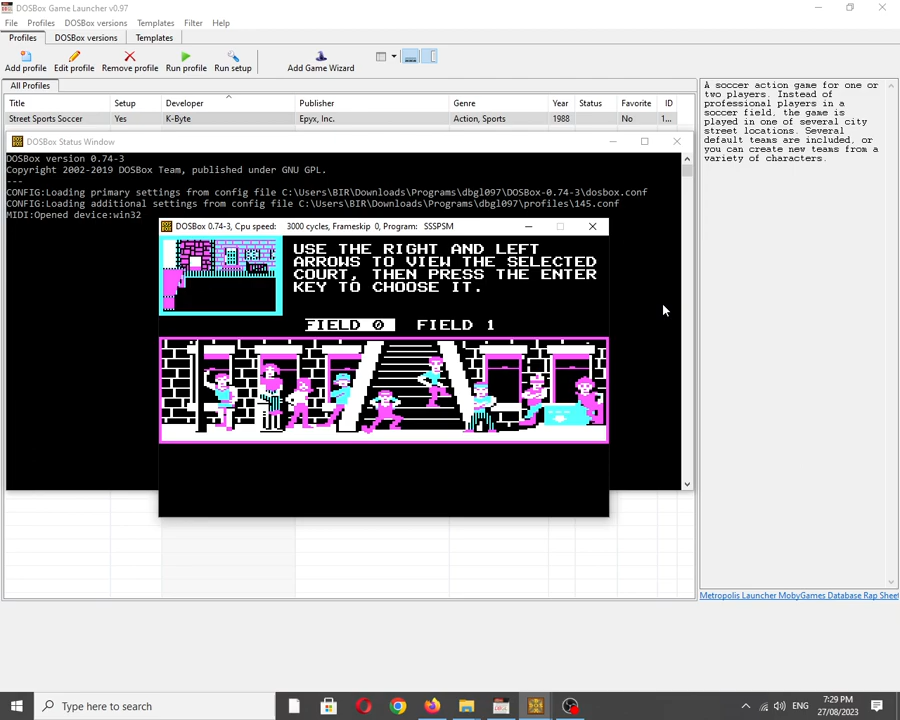 DOSBox Game Launcher v0.97
File Profiles DOSBox versions Templates Filter Help
Profiles DOSBox versions Templates
Add profile Edit profile Remove profile Run profile Run setup Add Game Wizard
All Profiles
Title Setup Developer Publisher Genre Year Status Favorite ID
Street Sports Soccer Yes K-Byte Epyx, Inc. Action, Sports 1988 No 1...
A soccer action game for one or
two players. Instead of
professional players in a
soccer field, the game is
played in one of several city
street locations. Several
default teams are included, or
you can create new teams from a
variety of characters.
DOSBox Status Window
DOSBox version 0.74-3
Copyright 2002-2019 DOSBox Team, published under GNU GPL.
---
CONFIG:Loading primary settings from config file C:\Users\BIR\Downloads\Programs\dbgl097\DOSBox-0.74-3\dosbox.conf
CONFIG:Loading additional settings from config file C:\Users\BIR\Downloads\Programs\dbgl097\profiles\145.conf
MIDI:Opened device:win32
DOSBox 0.74-3, Cpu speed: 3000 cycles, Frameskip 0, Program: SSSPSM
USE THE RIGHT AND LEFT
ARROWS TO VIEW THE SELECTED
COURT, THEN PRESS THE ENTER
KEY TO CHOOSE IT.
FIELD 0 FIELD 1
Metropolis Launcher MobyGames Database Rap Shee
Type here to search
ENG
7:29 PM
27/08/2023